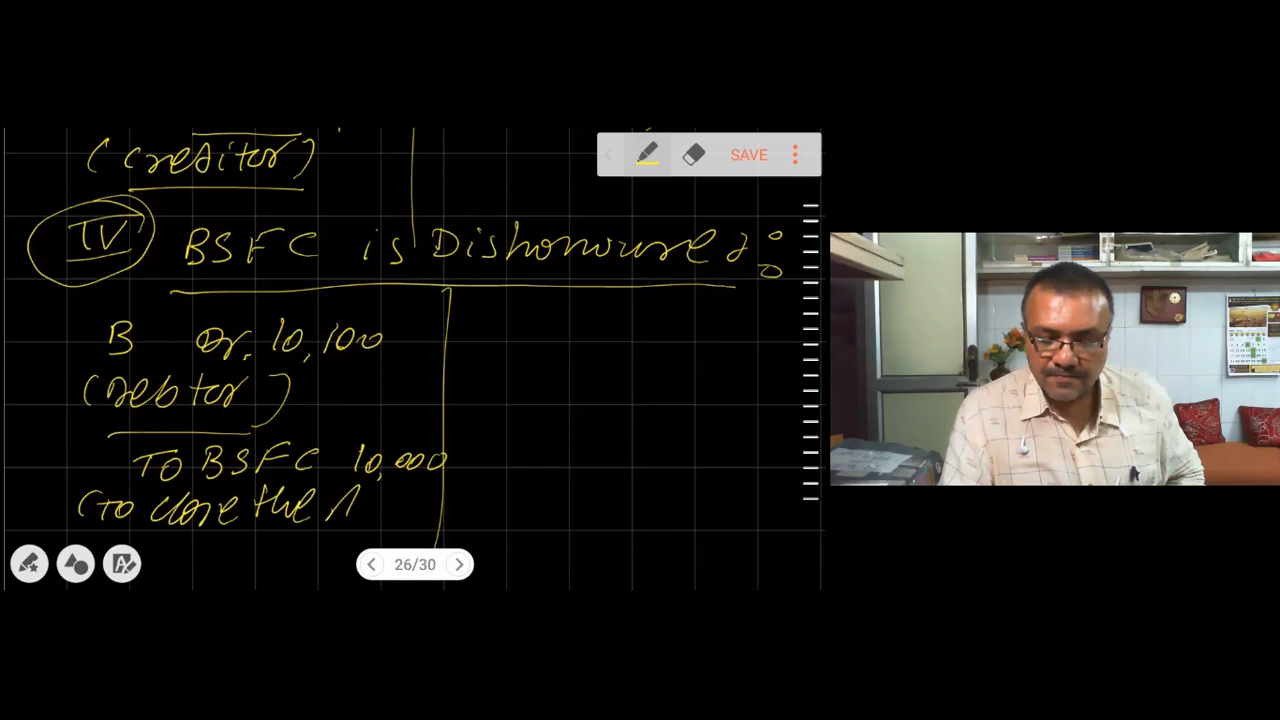 (creditor)
SAVE
IV BSFC is Dishonoured :
B Dr. 10,100
(Debtor)
To BSFC 10,000
(To close the
26/30